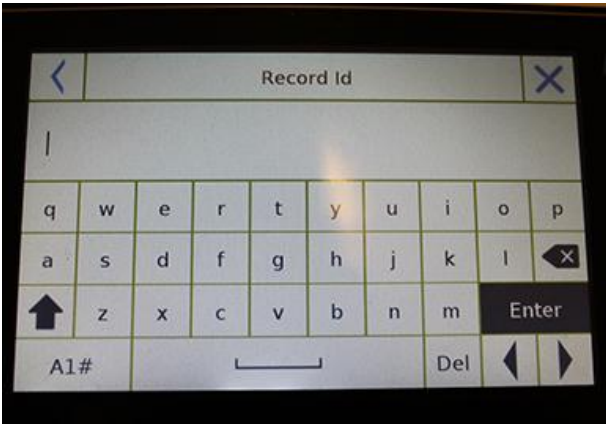 Record Id
q w e r t y u i o p
a s d f g h j k l
z x c v b n m Enter
A1# Del